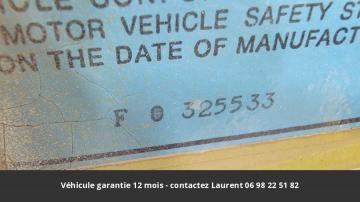 MOTOR VEHICLE SAFETY
ON THE DATE OF
F 0 325533
Véhicule garantie 12 mois - contactez Laurent 06 98 22 51 82